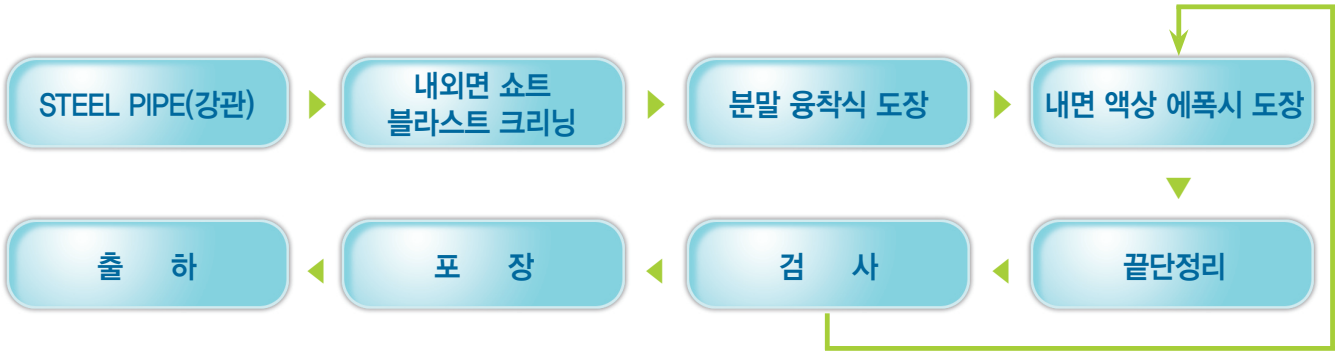 STEEL PIPE(강관)
내외면 쇼트
블라스트 크리닝
분말 융착식 도장
내면 액상 에폭시 도장
끝단정리
검 사
포 장
출 하